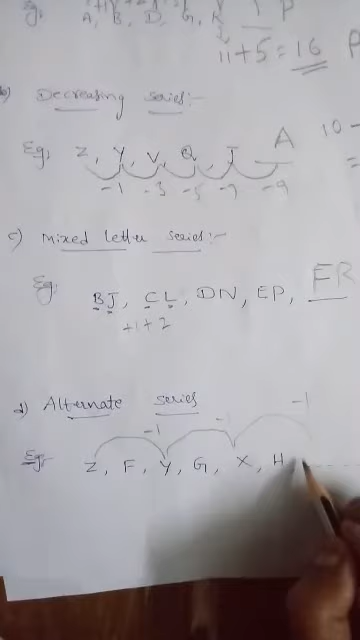 Eg,
A, B, D, G, K P
11+5=16 P
b) Decreasing series:-
A 10-
Eg, Z, Y, V, Q, J
-1 -3 -5 -7 -9
c) Mixed letter series:-
Eg, BJ, CL, DN, EP, FR
+1+2
d) Alternate series
-1 -1 -1
Eg, Z, F, Y, G, X, H